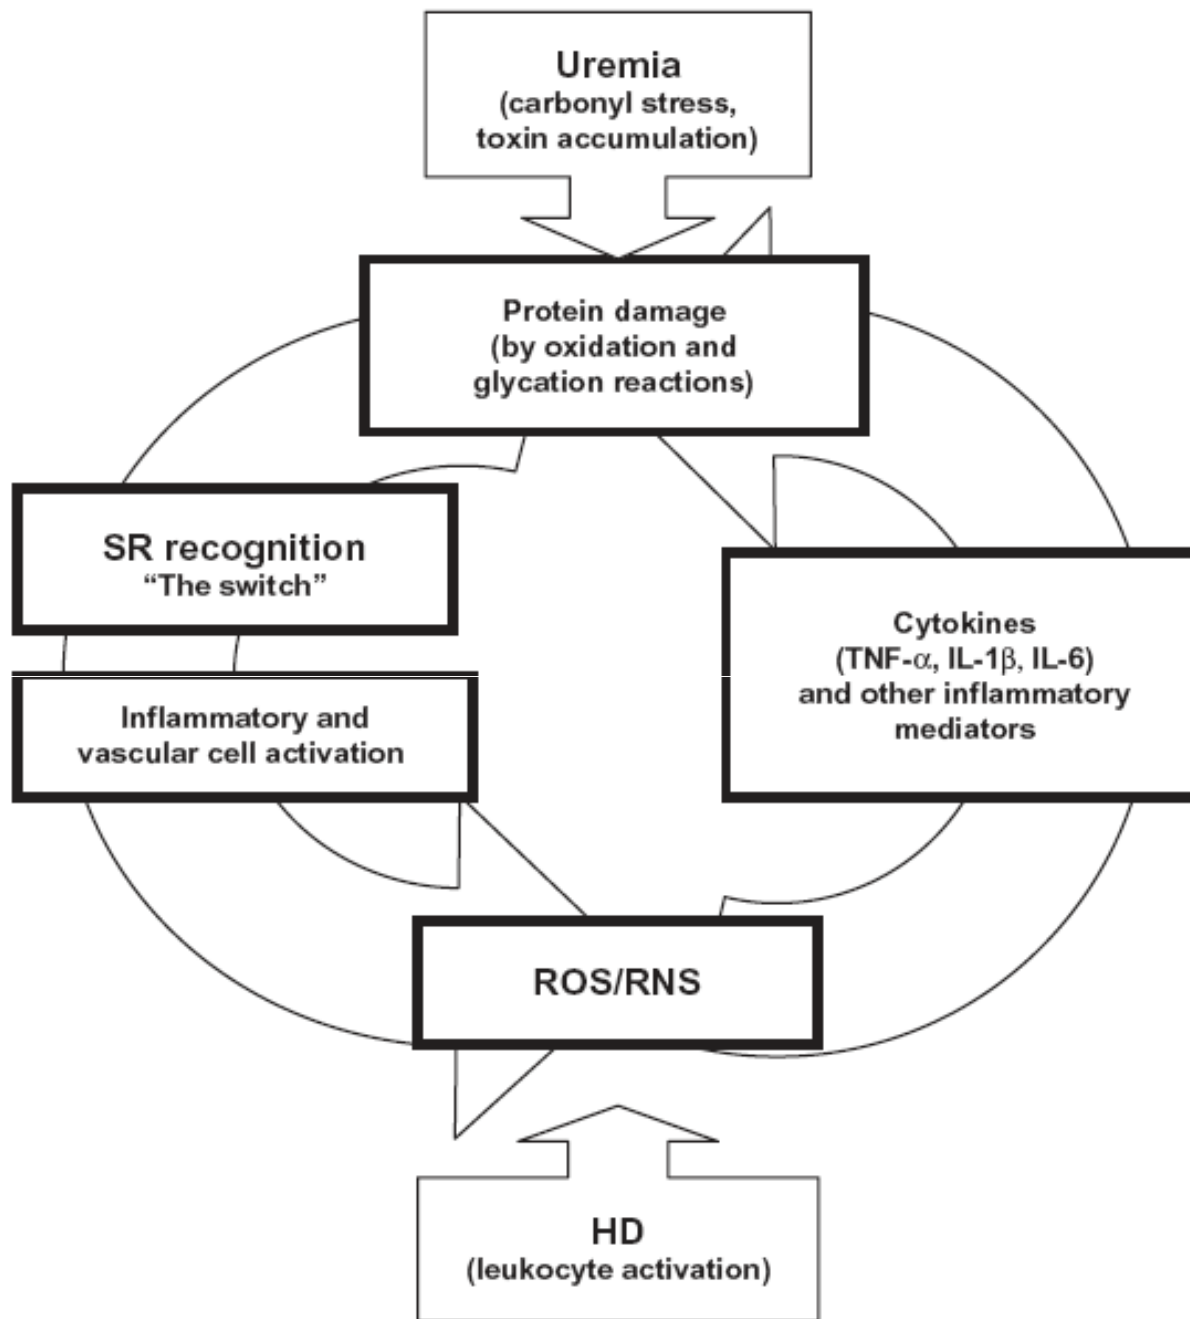 Uremia
(carbonyl stress,
toxin accumulation)
Protein damage
(by oxidation and
glycation reactions)
SR recognition
“The switch”
Inflammatory and
vascular cell activation
Cytokines
(TNF-α, IL-1β, IL-6)
and other inflammatory
mediators
ROS/RNS
HD
(leukocyte activation)